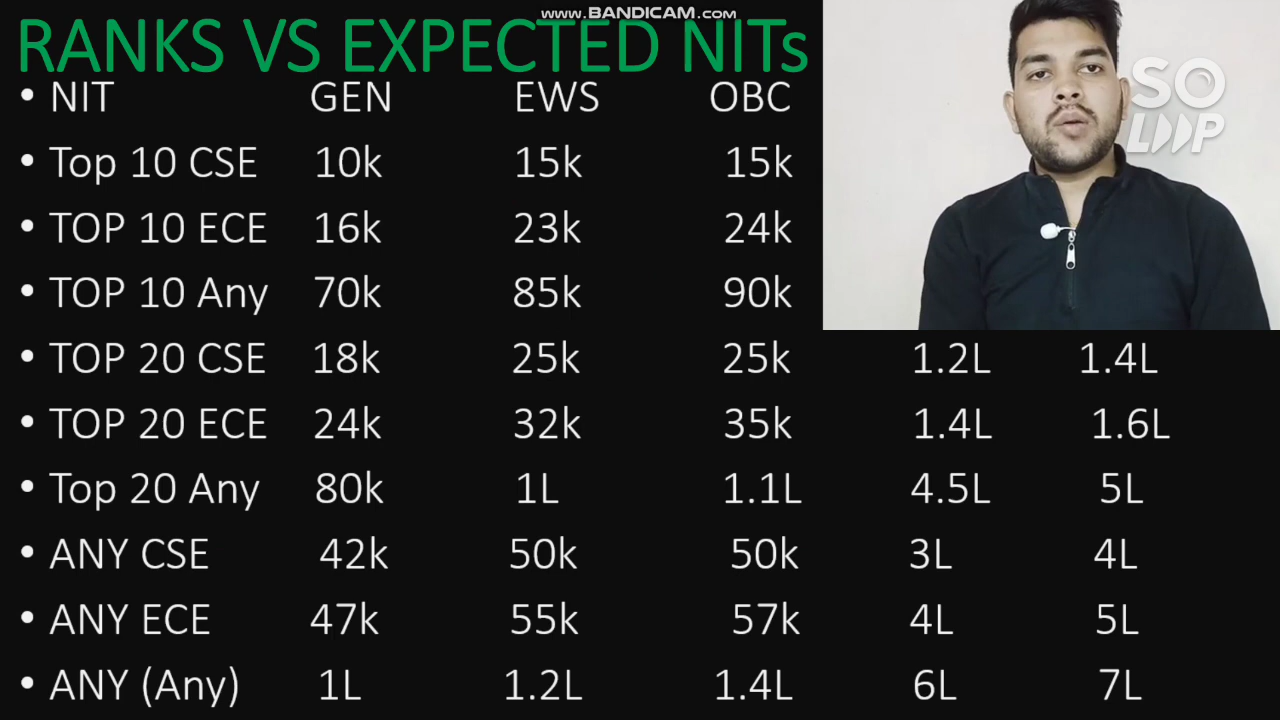 www.BANDICAM.com
RANKS VS EXPECTED NITs
• NIT GEN EWS OBC
• Top 10 CSE 10k 15k 15k
• TOP 10 ECE 16k 23k 24k
• TOP 10 Any 70k 85k 90k
• TOP 20 CSE 18k 25k 25k 1.2L 1.4L
• TOP 20 ECE 24k 32k 35k 1.4L 1.6L
• Top 20 Any 80k 1L 1.1L 4.5L 5L
• ANY CSE 42k 50k 50k 3L 4L
• ANY ECE 47k 55k 57k 4L 5L
• ANY (Any) 1L 1.2L 1.4L 6L 7L
SO
LOOP